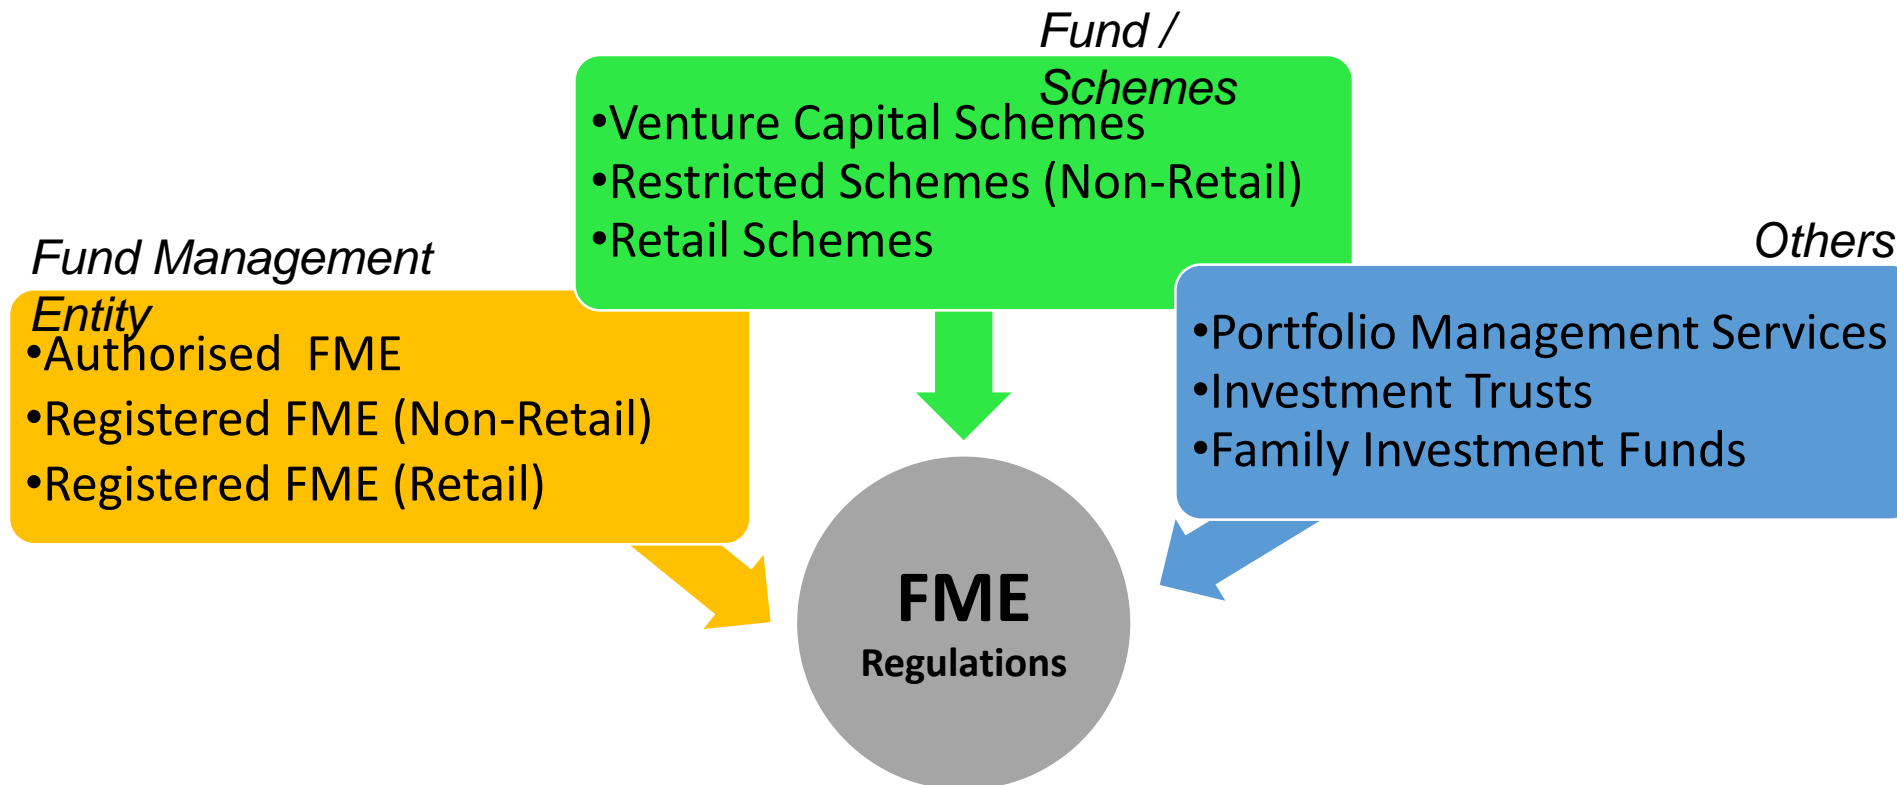 Fund Management
Entity
•Authorised  FME
•Registered FME (Non-Retail)
•Registered FME (Retail)
Fund /
Schemes
•Venture Capital Schemes
•Restricted Schemes (Non-Retail)
•Retail Schemes
Others
•Portfolio Management Services
•Investment Trusts
•Family Investment Funds
FME
Regulations